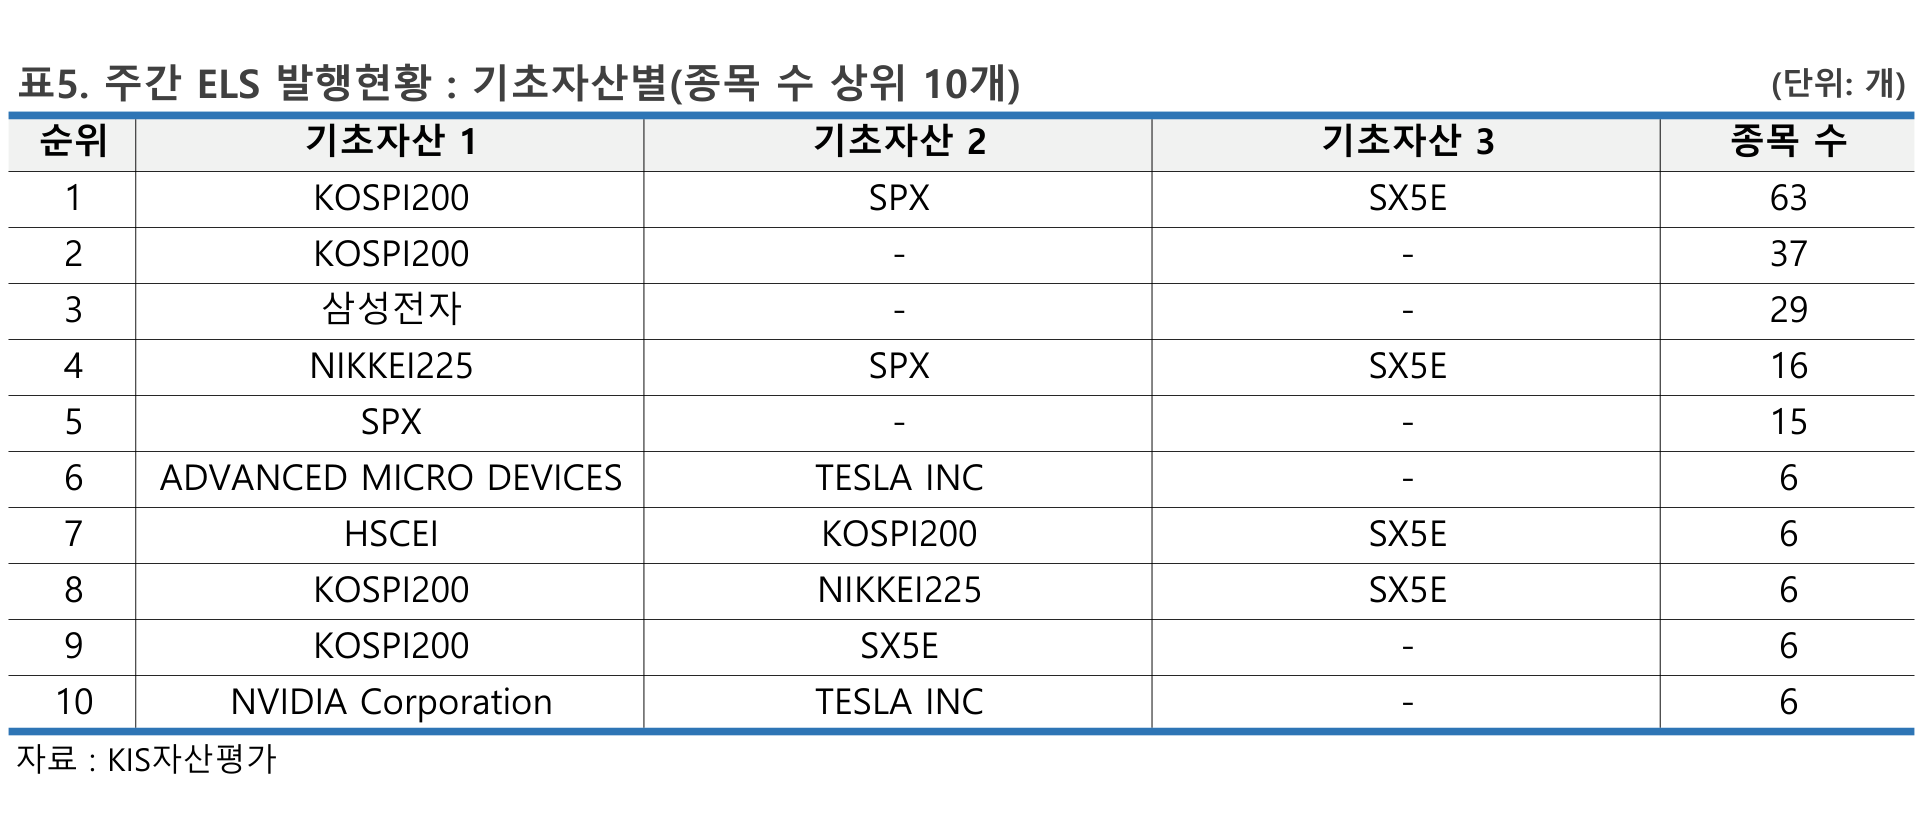 표5. 주간 ELS 발행현황 : 기초자산별(종목 수 상위 10개) (단위: 개)
순위 기초자산 1 기초자산 2 기초자산 3 종목 수
1 KOSPI200 SPX SX5E 63
2 KOSPI200 - - 37
3 삼성전자 - - 29
4 NIKKEI225 SPX SX5E 16
5 SPX - - 15
6 ADVANCED MICRO DEVICES TESLA INC - 6
7 HSCEI KOSPI200 SX5E 6
8 KOSPI200 NIKKEI225 SX5E 6
9 KOSPI200 SX5E - 6
10 NVIDIA Corporation TESLA INC - 6
자료 : KIS자산평가